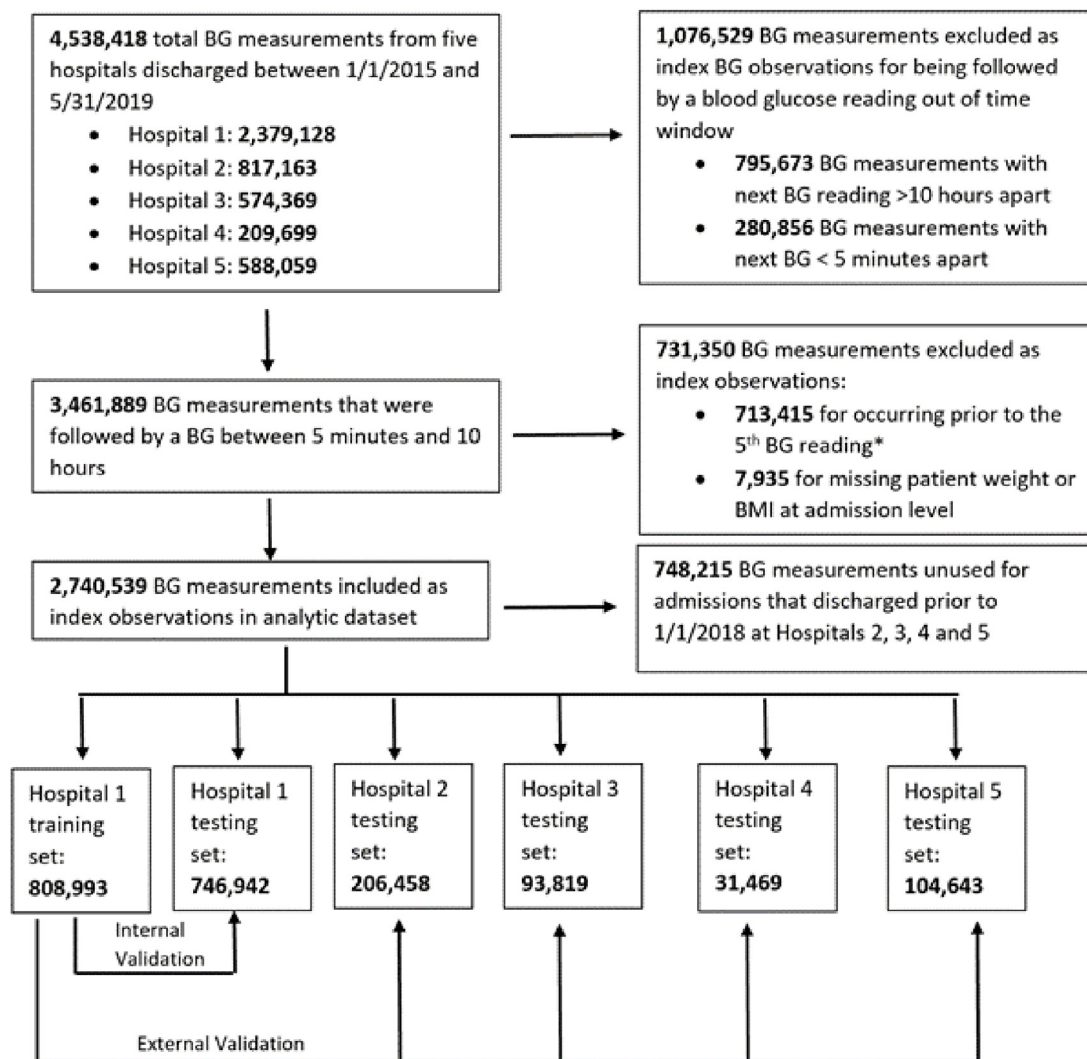 4,538,418 total BG measurements from five
hospitals discharged between 1/1/2015 and
5/31/2019
• Hospital 1: 2,379,128
• Hospital 2: 817,163
• Hospital 3: 574,369
• Hospital 4: 209,699
• Hospital 5: 588,059
1,076,529 BG measurements excluded as
index BG observations for being followed
by a blood glucose reading out of time
window
• 795,673 BG measurements with
next BG reading >10 hours apart
• 280,856 BG measurements with
next BG < 5 minutes apart
3,461,889 BG measurements that were
followed by a BG between 5 minutes and 10
hours
731,350 BG measurements excluded as
index observations:
• 713,415 for occurring prior to the
5th BG reading*
• 7,935 for missing patient weight or
BMI at admission level
2,740,539 BG measurements included as
index observations in analytic dataset
748,215 BG measurements unused for
admissions that discharged prior to
1/1/2018 at Hospitals 2, 3, 4 and 5
Hospital 1
training
set:
808,993
Hospital 1
testing
set:
746,942
Hospital 2
testing
set:
206,458
Hospital 3
testing
set:
93,819
Hospital 4
testing
set:
31,469
Hospital 5
testing
set:
104,643
Internal
Validation
External Validation